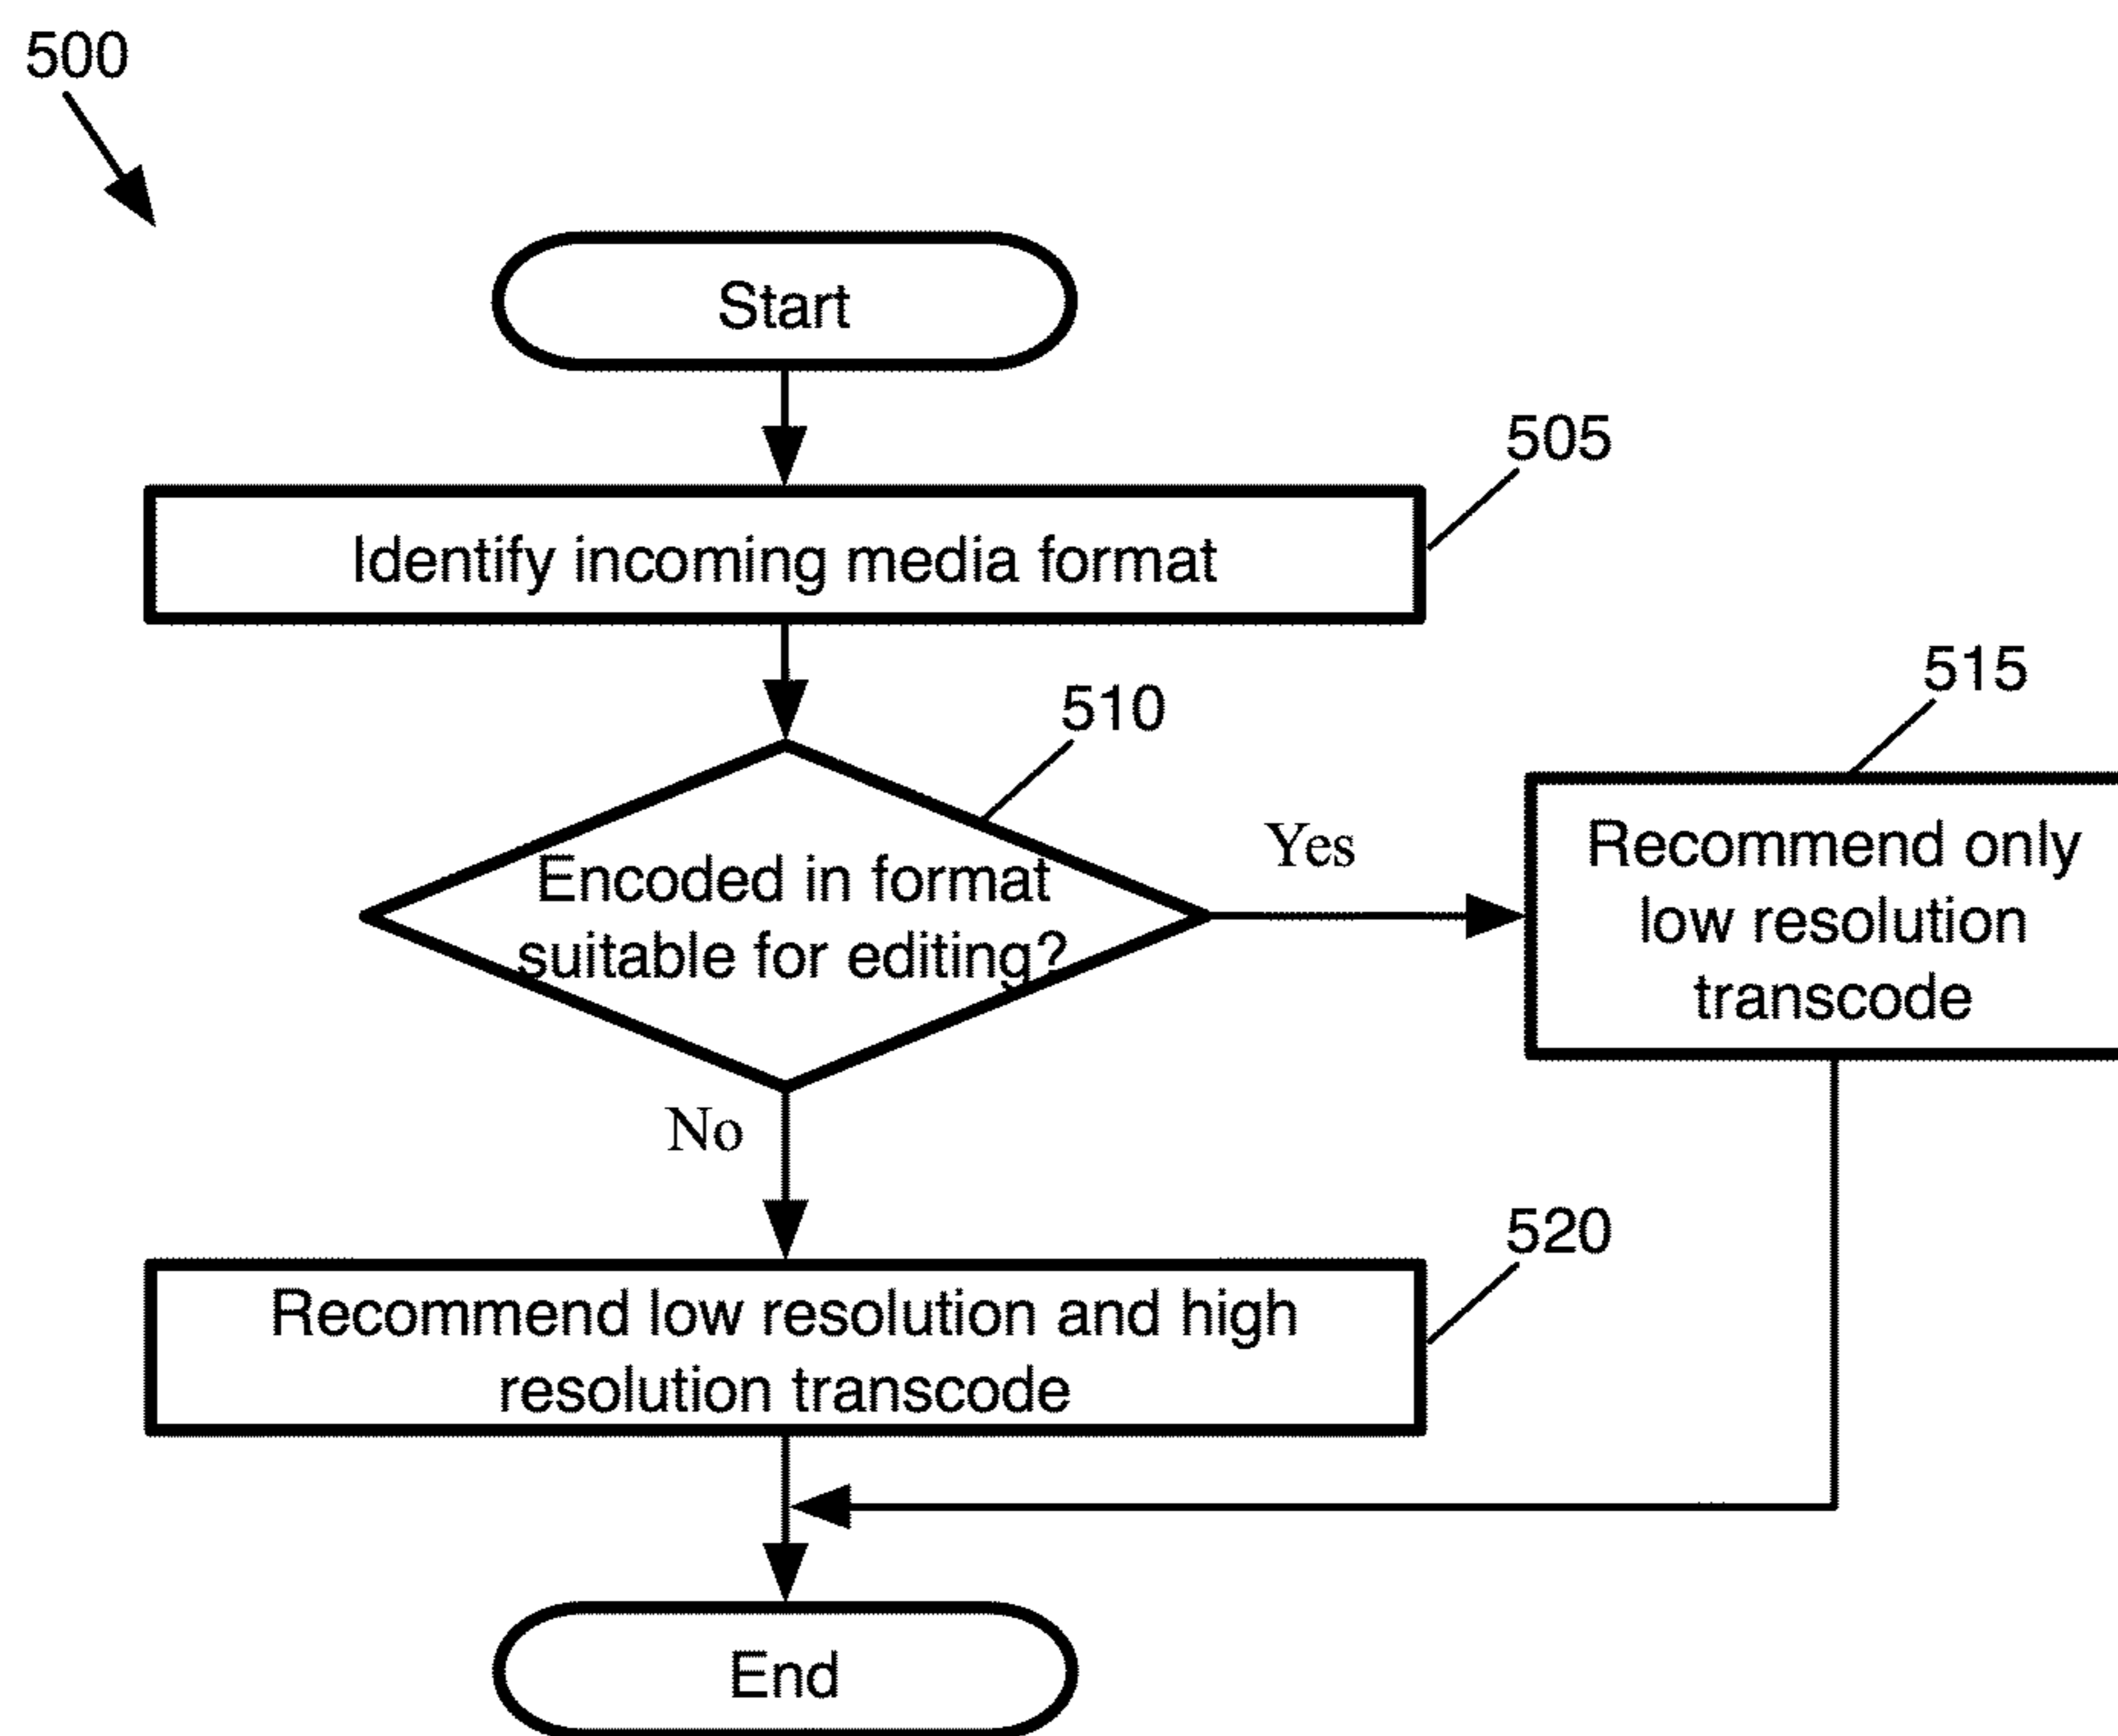 500
Start
505
Identify incoming media format
510
515
Encoded in format
suitable for editing?
Yes
Recommend only
low resolution
transcode
No
520
Recommend low resolution and high
resolution transcode
End